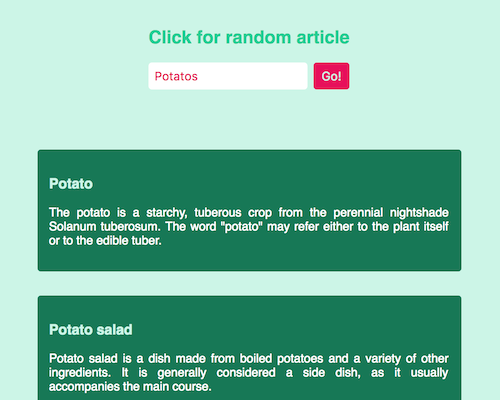 Click for random article
Potatos
Go!
Potato
The potato is a starchy, tuberous crop from the perennial nightshade
Solanum tuberosum. The word "potato" may refer either to the plant itself
or to the edible tuber.
Potato salad
Potato salad is a dish made from boiled potatoes and a variety of other
ingredients. It is generally considered a side dish, as it usually
accompanies the main course.